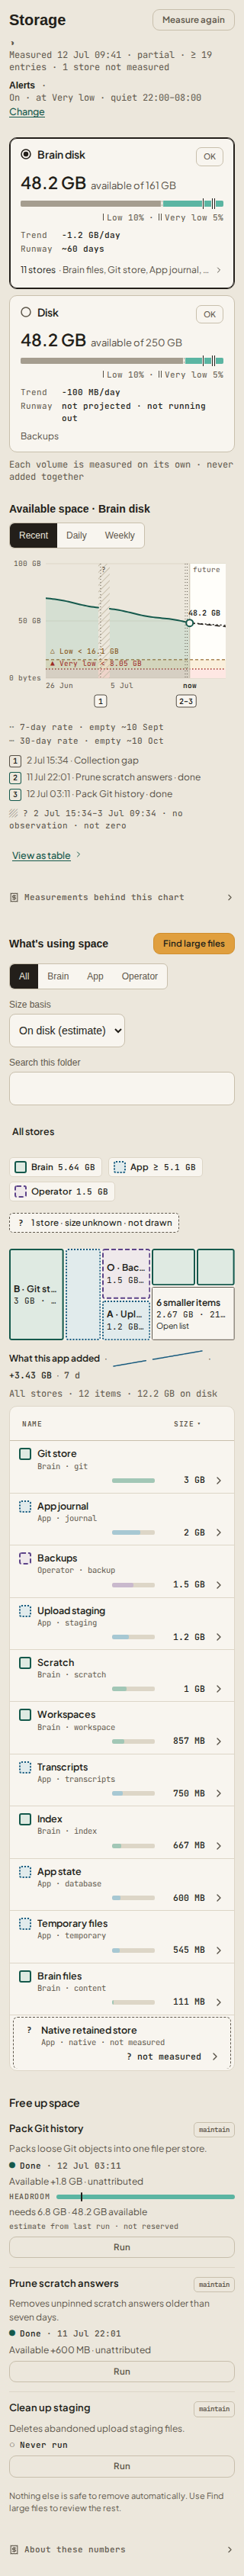 Storage
Measure again
Measured 12 Jul 09:41 · partial · ≥ 19
entries · 1 store not measured
Alerts ·
On · at Very low · quiet 22:00–08:00
Change
Brain disk
OK
48.2 GB available of 161 GB
Low 10% · Very low 5%
Trend -1.2 GB/day
Runway ~60 days
11 stores · Brain files, Git store, App journal, …
Disk
OK
48.2 GB available of 250 GB
Low 10% · Very low 5%
Trend -100 MB/day
Runway not projected · not running
out
Backups
Each volume is measured on its own · never
added together
Available space · Brain disk
Recent
Daily
Weekly
100 GB
?
future
48.2 GB
50 GB
△ Low < 16.1 GB
▲ Very low < 8.05 GB
0 bytes
26 Jun
5 Jul
now
1
2–3
7-day rate · empty ~10 Sept
30-day rate · empty ~10 Oct
1 2 Jul 15:34 · Collection gap
2 11 Jul 22:01 · Prune scratch answers · done
3 12 Jul 03:11 · Pack Git history · done
? 2 Jul 15:34–3 Jul 09:34 · no
observation · not zero
View as table
Measurements behind this chart
What's using space
Find large files
All
Brain
App
Operator
Size basis
On disk (estimate)
Search this folder
All stores
Brain 5.64 GB
App ≥ 5.1 GB
Operator 1.5 GB
? 1 store · size unknown · not drawn
B · Git st…
3 GB · …
O · Bac…
1.5 GB…
A · Upl…
1.2 GB…
6 smaller items
2.67 GB · 21…
Open list
What this app added ·
·
+3.43 GB · 7 d
All stores · 12 items · 12.2 GB on disk
NAME
SIZE
Git store
Brain · git
3 GB
App journal
App · journal
2 GB
Backups
Operator · backup
1.5 GB
Upload staging
App · staging
1.2 GB
Scratch
Brain · scratch
1 GB
Workspaces
Brain · workspace
857 MB
Transcripts
App · transcripts
750 MB
Index
Brain · index
667 MB
App state
App · database
600 MB
Temporary files
App · temporary
545 MB
Brain files
Brain · content
111 MB
? Native retained store
App · native · not measured
? not measured
Free up space
Pack Git history
maintain
Packs loose Git objects into one file per store.
Done · 12 Jul 03:11
Available +1.8 GB · unattributed
HEADROOM
needs 6.8 GB · 48.2 GB available
estimate from last run · not reserved
Run
Prune scratch answers
maintain
Removes unpinned scratch answers older than
seven days.
Done · 11 Jul 22:01
Available +600 MB · unattributed
Run
Clean up staging
maintain
Deletes abandoned upload staging files.
Never run
Run
Nothing else is safe to remove automatically. Use Find
large files to review the rest.
About these numbers